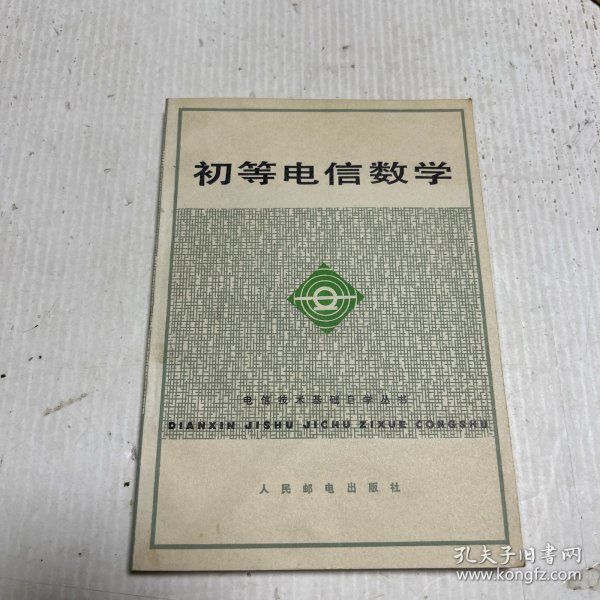 初等电信数学
电信技术基础自学丛书
DIANXIN JISHU JICHU ZIXUE CONGSHU
人民邮电出版社
孔夫子旧书网
www.kongfz.com